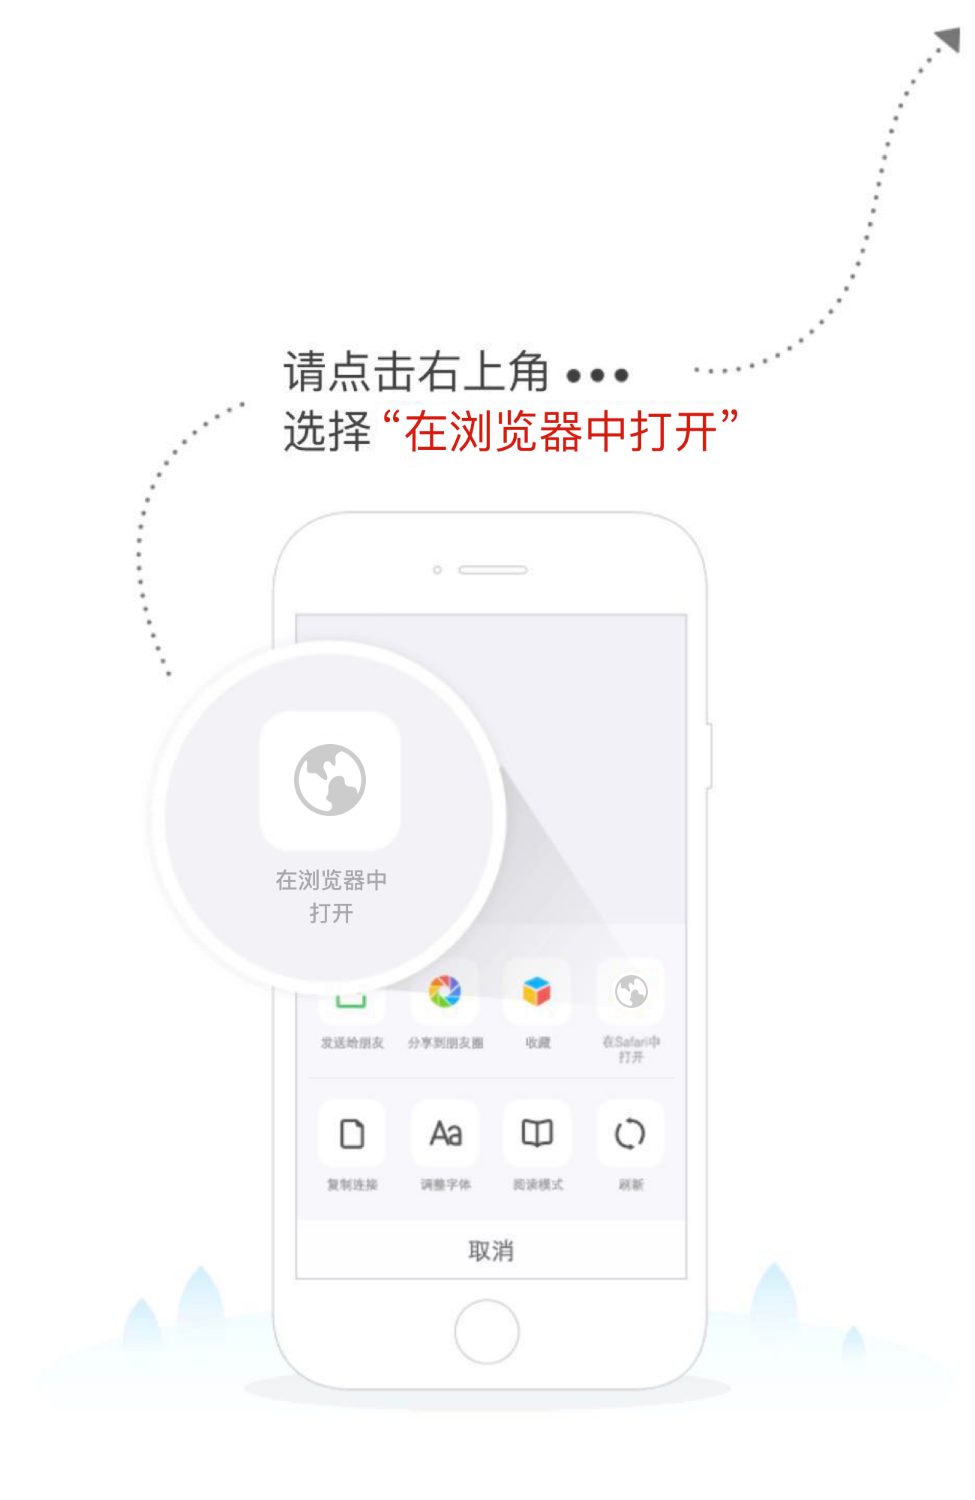 请点击右上角 •••
选择“在浏览器中打开”
在浏览器中
打开
发送给朋友
分享到朋友圈
收藏
在Safari中
打开
Aa
复制连接
调整字体
阅读模式
刷新
取消